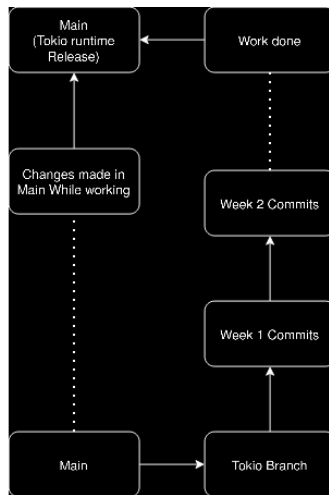 Main
(Tokio runtime
Release)
Work done
Changes made in
Main While working
Week 2 Commits
Week 1 Commits
Main
Tokio Branch